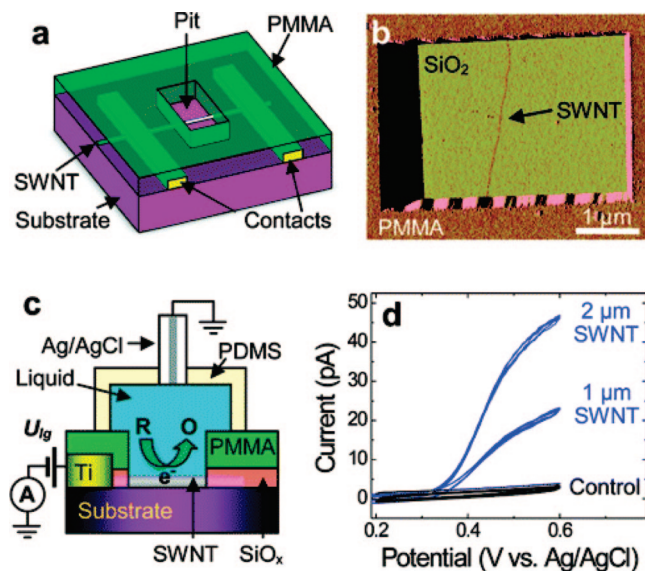 a
Pit
PMMA
SWNT
Substrate
Contacts
b
SiO₂
SWNT
PMMA
1 µm
c
Ag/AgCl
PDMS
Liquid
R
O
e⁻
Ulg
PMMA
Ti
A
Substrate
SWNT
SiOx
d
50
40
30
20
10
0
Current (pA)
2 µm
SWNT
1 µm
SWNT
Control
0.2
0.4
0.6
Potential (V vs. Ag/AgCl)